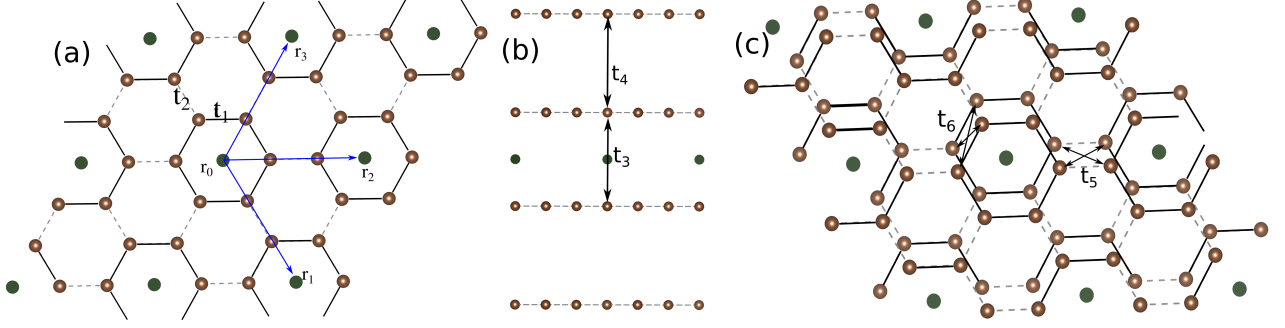 (a)
r₃
t₂
t₁
r₀
r₂
r₁
(b)
t₄
t₃
(c)
t₆
t₅